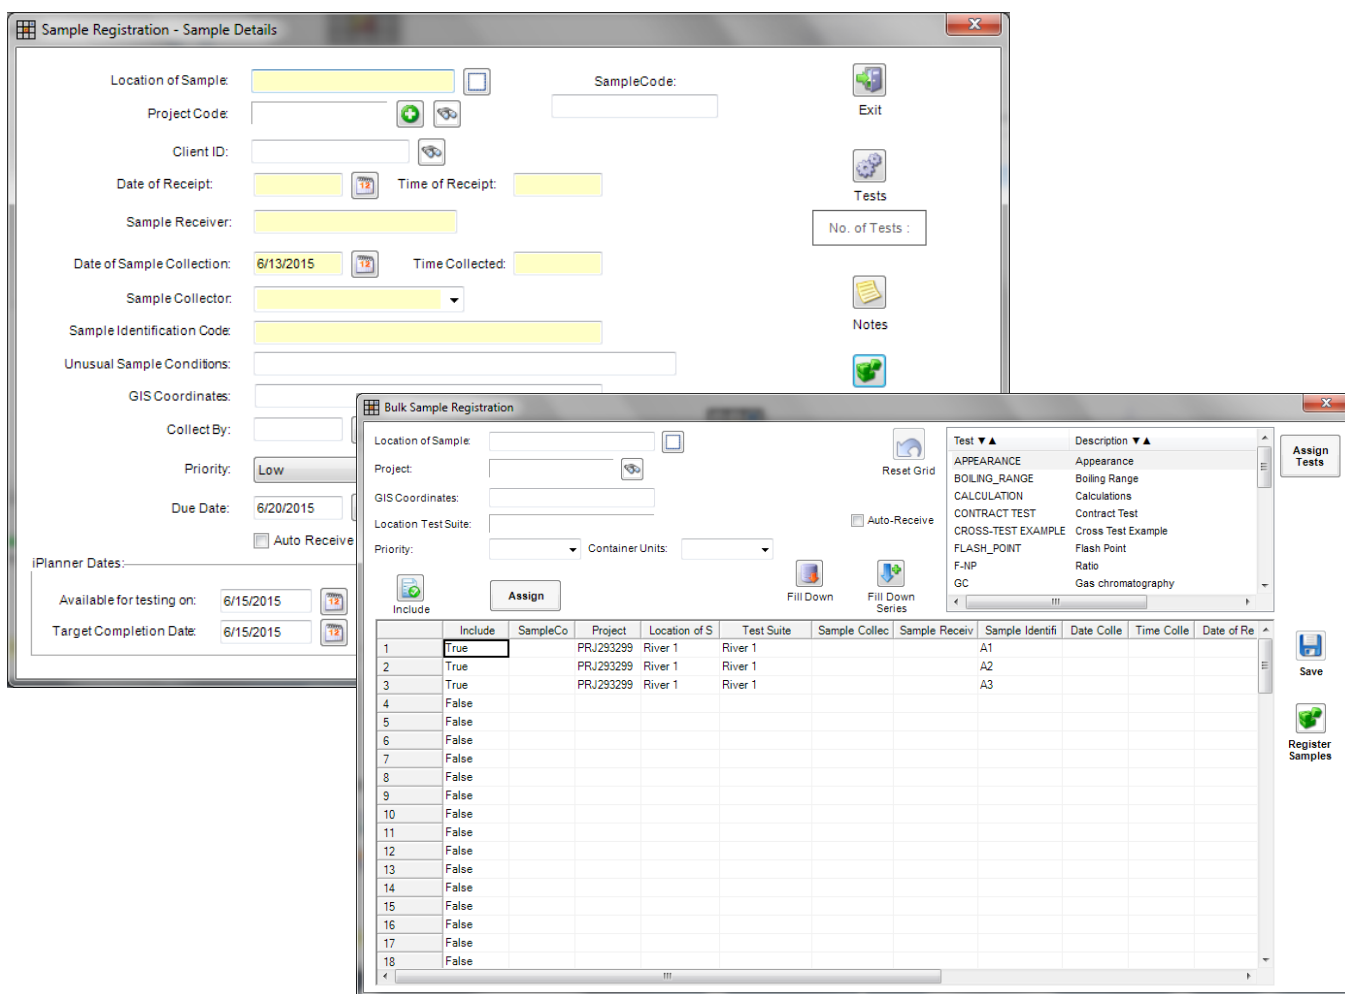 Sample Registration - Sample Details
Location of Sample:
SampleCode:
Project Code:
Exit
Client ID:
Date of Receipt:
12
Time of Receipt:
Tests
Sample Receiver:
No. of Tests :
Date of Sample Collection:
6/13/2015
12
Time Collected:
Sample Collector:
Sample Identification Code:
Notes
Unusual Sample Conditions:
GIS Coordinates:
Collect By:
Priority:
Low
Due Date:
6/20/2015
Auto Receive
iPlanner Dates:
Available for testing on:
6/15/2015
12
Target Completion Date:
6/15/2015
12
Bulk Sample Registration
Location of Sample:
Project:
Reset Grid
GIS Coordinates:
Location Test Suite:
Auto-Receive
Priority:
Container Units:
Include
Assign
Fill Down
Fill Down
Series
Test ▼▲ Description ▼▲
APPEARANCE Appearance
BOILING_RANGE Boiling Range
CALCULATION Calculations
CONTRACT TEST Contract Test
CROSS-TEST EXAMPLE Cross Test Example
FLASH_POINT Flash Point
F-NP Ratio
GC Gas chromatography
Assign
Tests
Include SampleCo Project Location of S Test Suite Sample Collec Sample Receiv Sample Identifi Date Colle Time Colle Date of Re
1 True PRJ293299 River 1 River 1 A1
2 True PRJ293299 River 1 River 1 A2
3 True PRJ293299 River 1 River 1 A3
4 False
5 False
6 False
7 False
8 False
9 False
10 False
11 False
12 False
13 False
14 False
15 False
16 False
17 False
18 False
Save
Register
Samples